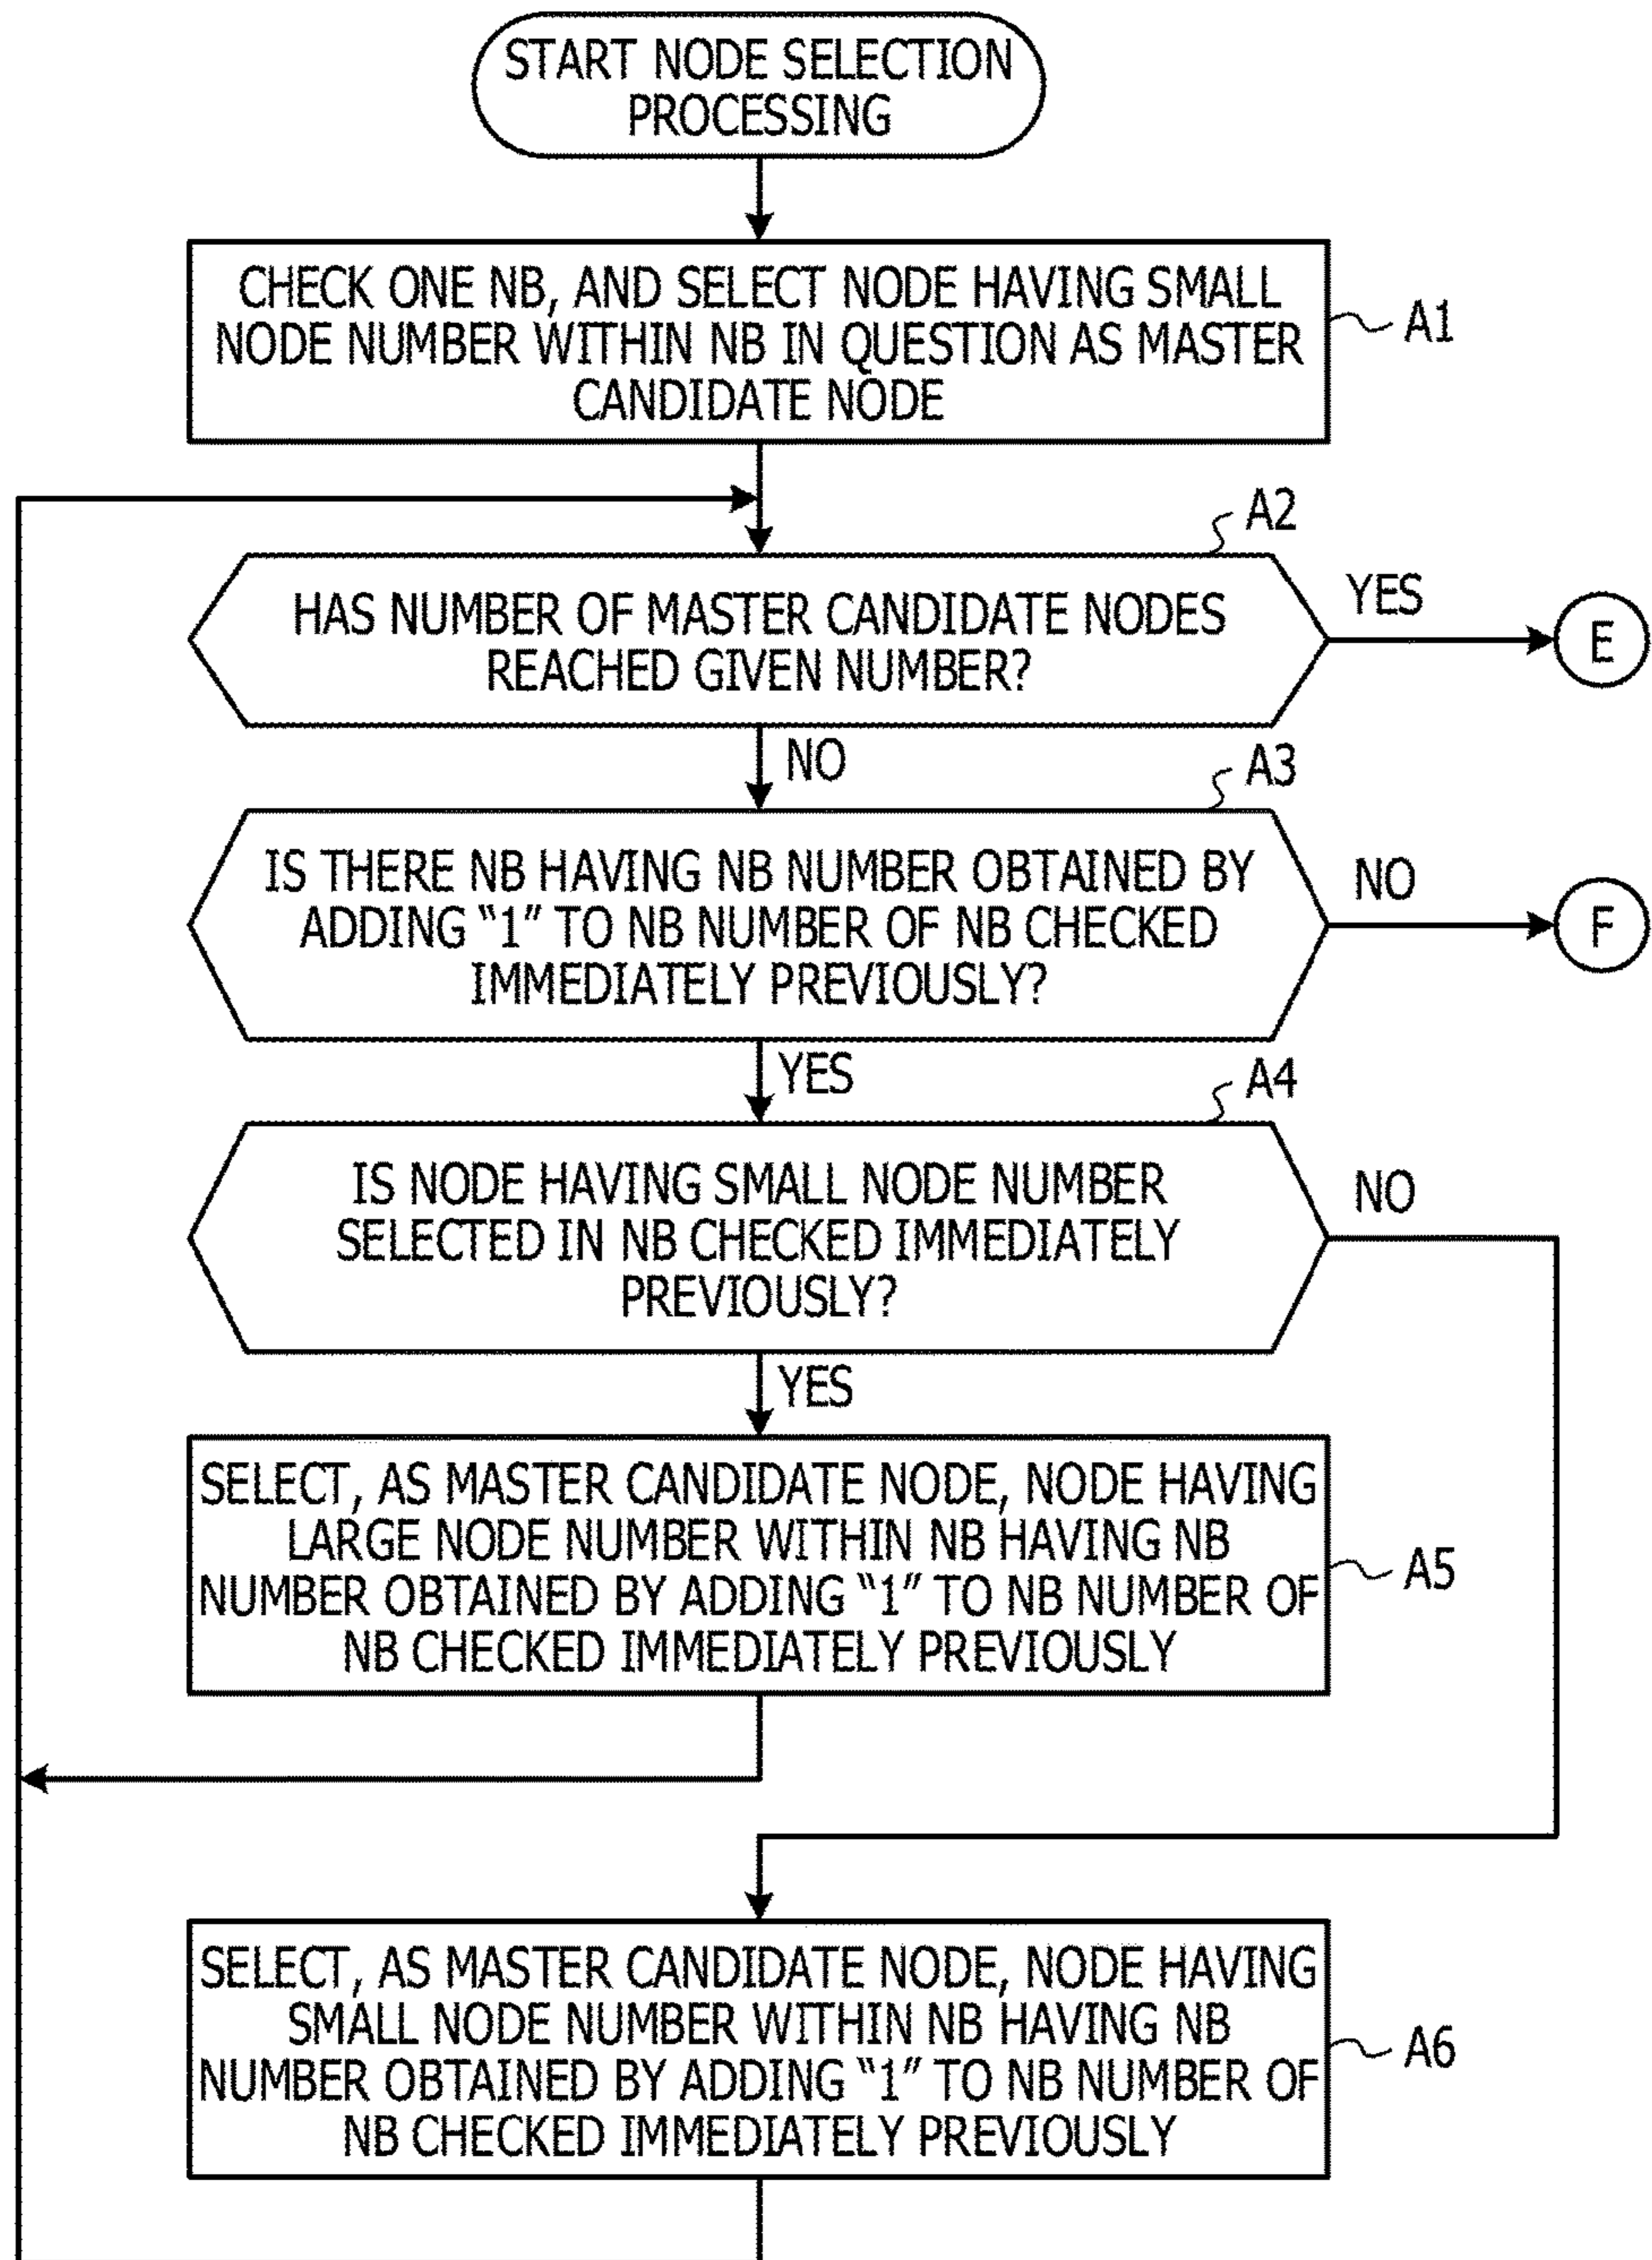 START NODE SELECTION
PROCESSING
CHECK ONE NB, AND SELECT NODE HAVING SMALL
NODE NUMBER WITHIN NB IN QUESTION AS MASTER
CANDIDATE NODE
A1
A2
HAS NUMBER OF MASTER CANDIDATE NODES
REACHED GIVEN NUMBER?
YES
E
NO
A3
IS THERE NB HAVING NB NUMBER OBTAINED BY
ADDING “1” TO NB NUMBER OF NB CHECKED
IMMEDIATELY PREVIOUSLY?
NO
F
YES
A4
IS NODE HAVING SMALL NODE NUMBER
SELECTED IN NB CHECKED IMMEDIATELY
PREVIOUSLY?
NO
YES
SELECT, AS MASTER CANDIDATE NODE, NODE HAVING
LARGE NODE NUMBER WITHIN NB HAVING NB
NUMBER OBTAINED BY ADDING “1” TO NB NUMBER OF
NB CHECKED IMMEDIATELY PREVIOUSLY
A5
SELECT, AS MASTER CANDIDATE NODE, NODE HAVING
SMALL NODE NUMBER WITHIN NB HAVING NB
NUMBER OBTAINED BY ADDING “1” TO NB NUMBER OF
NB CHECKED IMMEDIATELY PREVIOUSLY
A6